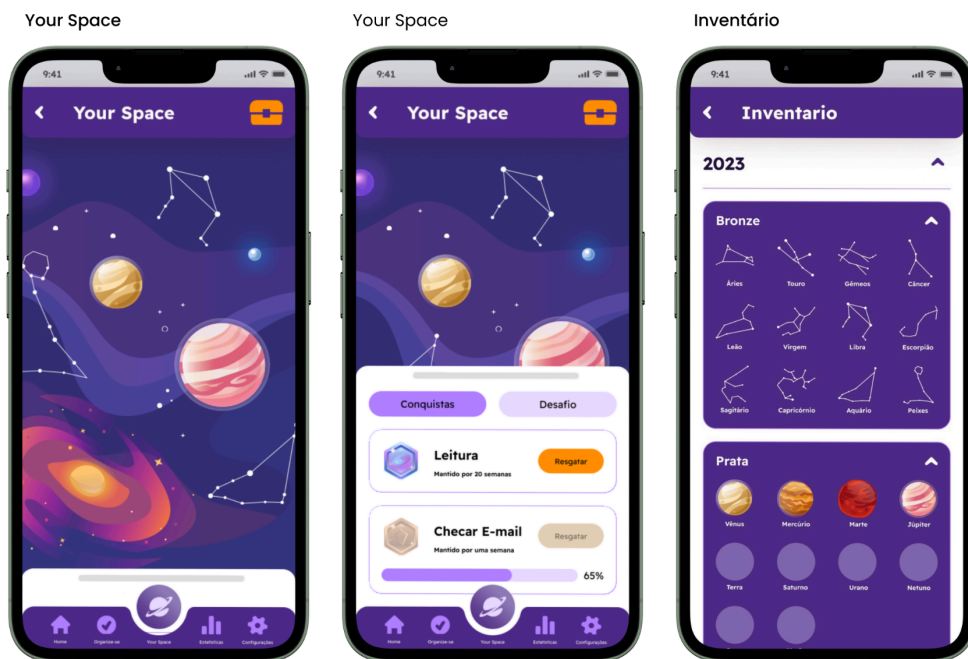 Your Space
Your Space
Inventário
9:41
Your Space
Home
Organise-se
Your Space
Estatísticas
Configurações
9:41
Your Space
Conquistas
Desafio
Leitura
Mantido por 20 semanas
Resgatar
Checar E-mail
Mantido por uma semana
Resgatar
65%
Home
Organise-se
Your Space
Estatísticas
Configurações
9:41
Inventario
2023
Bronze
Áries
Touro
Gêmeos
Câncer
Leão
Virgem
Libra
Escorpião
Sagitário
Capricórnio
Aquário
Peixes
Prata
Vênus
Mercúrio
Marte
Júpiter
Terra
Saturno
Urano
Netuno